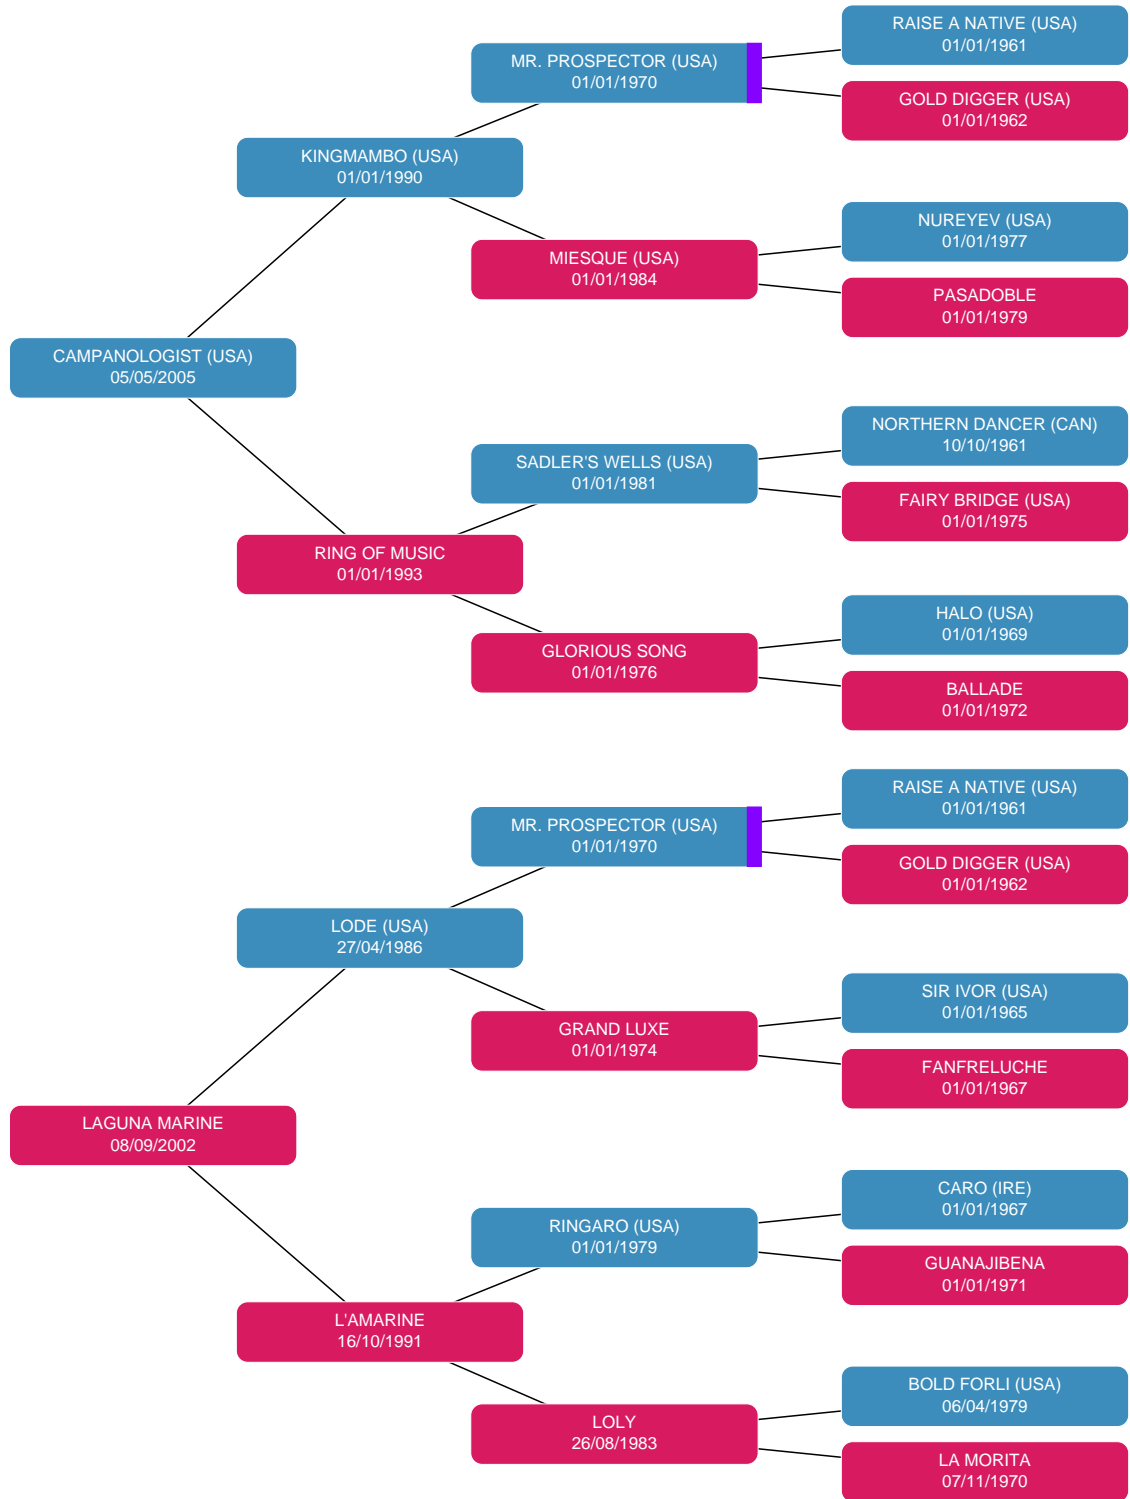 RAISE A NATIVE (USA)
01/01/1961
MR. PROSPECTOR (USA)
01/01/1970
GOLD DIGGER (USA)
01/01/1962
KINGMAMBO (USA)
01/01/1990
NUREYEV (USA)
01/01/1977
MIESQUE (USA)
01/01/1984
PASADOBLE
01/01/1979
CAMPANOLOGIST (USA)
05/05/2005
NORTHERN DANCER (CAN)
10/10/1961
SADLER'S WELLS (USA)
01/01/1981
FAIRY BRIDGE (USA)
01/01/1975
RING OF MUSIC
01/01/1993
HALO (USA)
01/01/1969
GLORIOUS SONG
01/01/1976
BALLADE
01/01/1972
RAISE A NATIVE (USA)
01/01/1961
MR. PROSPECTOR (USA)
01/01/1970
GOLD DIGGER (USA)
01/01/1962
LODE (USA)
27/04/1986
SIR IVOR (USA)
01/01/1965
GRAND LUXE
01/01/1974
FANFRELUCHE
01/01/1967
LAGUNA MARINE
08/09/2002
CARO (IRE)
01/01/1967
RINGARO (USA)
01/01/1979
GUANAJIBENA
01/01/1971
L'AMARINE
16/10/1991
BOLD FORLI (USA)
06/04/1979
LOLY
26/08/1983
LA MORITA
07/11/1970